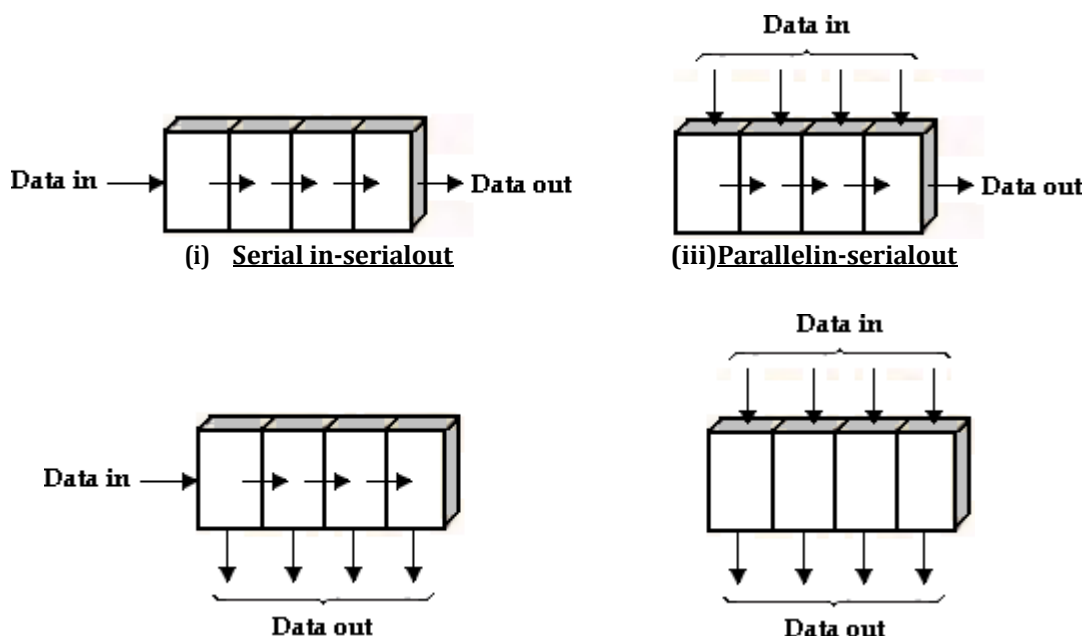 Data in
Data in
Data out
Data out
(i) Serial in-serialout
(iii)Parallelin-serialout
Data in
Data in
Data out
Data out